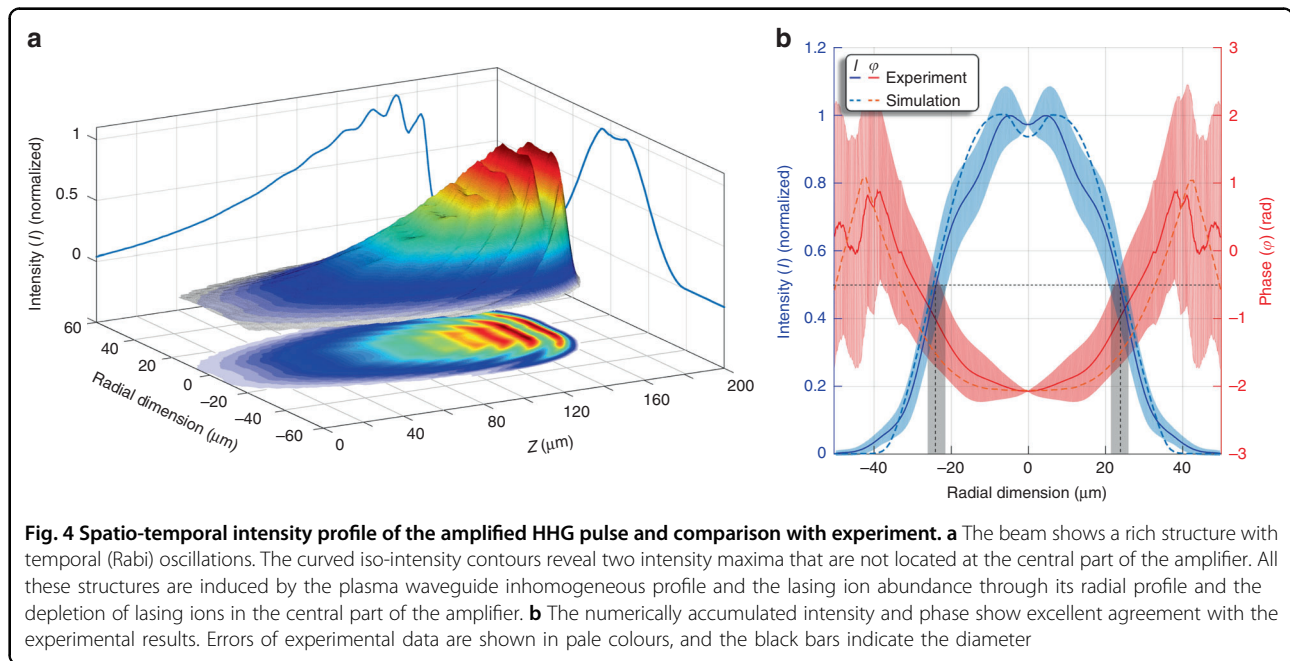 a
Intensity (I) (normalized)
1
0.5
0
60
40
20
0
−20
−40
−60
Radial dimension (μm)
0
40
80
120
160
200
Z (μm)
b
I φ
Experiment
Simulation
1.2
1
0.8
0.6
0.4
0.2
0
Intensity (I) (normalized)
3
2
1
0
−1
−2
−3
Phase (φ) (rad)
−40
−20
0
20
40
Radial dimension (μm)
Fig. 4 Spatio-temporal intensity profile of the amplified HHG pulse and comparison with experiment. a The beam shows a rich structure with
temporal (Rabi) oscillations. The curved iso-intensity contours reveal two intensity maxima that are not located at the central part of the amplifier. All
these structures are induced by the plasma waveguide inhomogeneous profile and the lasing ion abundance through its radial profile and the
depletion of lasing ions in the central part of the amplifier. b The numerically accumulated intensity and phase show excellent agreement with the
experimental results. Errors of experimental data are shown in pale colours, and the black bars indicate the diameter